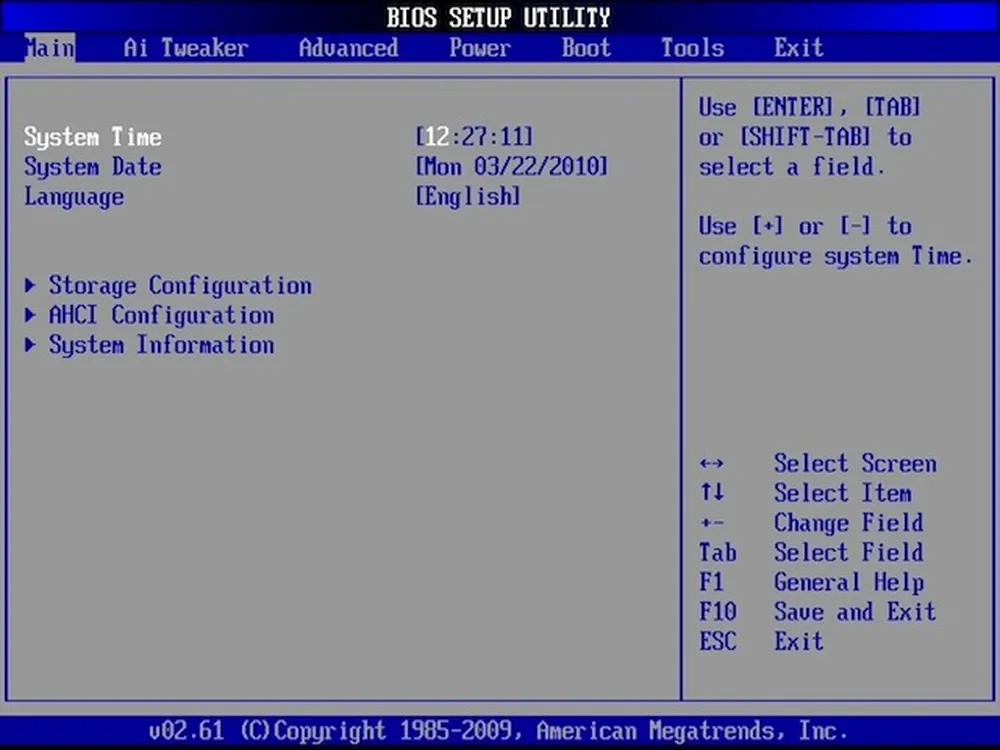 BIOS SETUP UTILITY
Main Ai Tweaker Advanced Power Boot Tools Exit
System Time [12:27:11]
System Date [Mon 03/22/2010]
Language [English]
Storage Configuration
AHCI Configuration
System Information
Use [ENTER], [TAB]
or [SHIFT-TAB] to
select a field.
Use [+] or [-] to
configure system Time.
↔ Select Screen
↑↓ Select Item
+- Change Field
Tab Select Field
F1 General Help
F10 Save and Exit
ESC Exit
v02.61 (C)Copyright 1985-2009, American Megatrends, Inc.